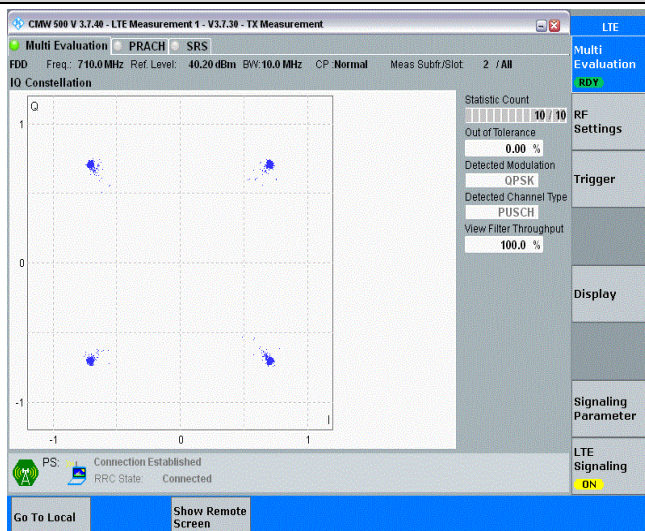 CMW 500 V 3.7.40 - LTE Measurement 1 - V3.7.30 - TX Measurement
LTE
Multi Evaluation PRACH SRS
FDD Freq.: 710.0 MHz Ref. Level: 40.20 dBm BW: 10.0 MHz CP :Normal Meas Subfr./Slot: 2 / All
IQ Constellation
Q
1
0
-1
-1 0 1
I
Statistic Count
10 / 10
Out of Tolerance
0.00 %
Detected Modulation
QPSK
Detected Channel Type
PUSCH
View Filter Throughput
100.0 %
Multi
Evaluation
RDY
RF
Settings
Trigger
Display
Signaling
Parameter
LTE
Signaling
ON
PS: Connection Established
RRC State: Connected
Go To Local
Show Remote
Screen